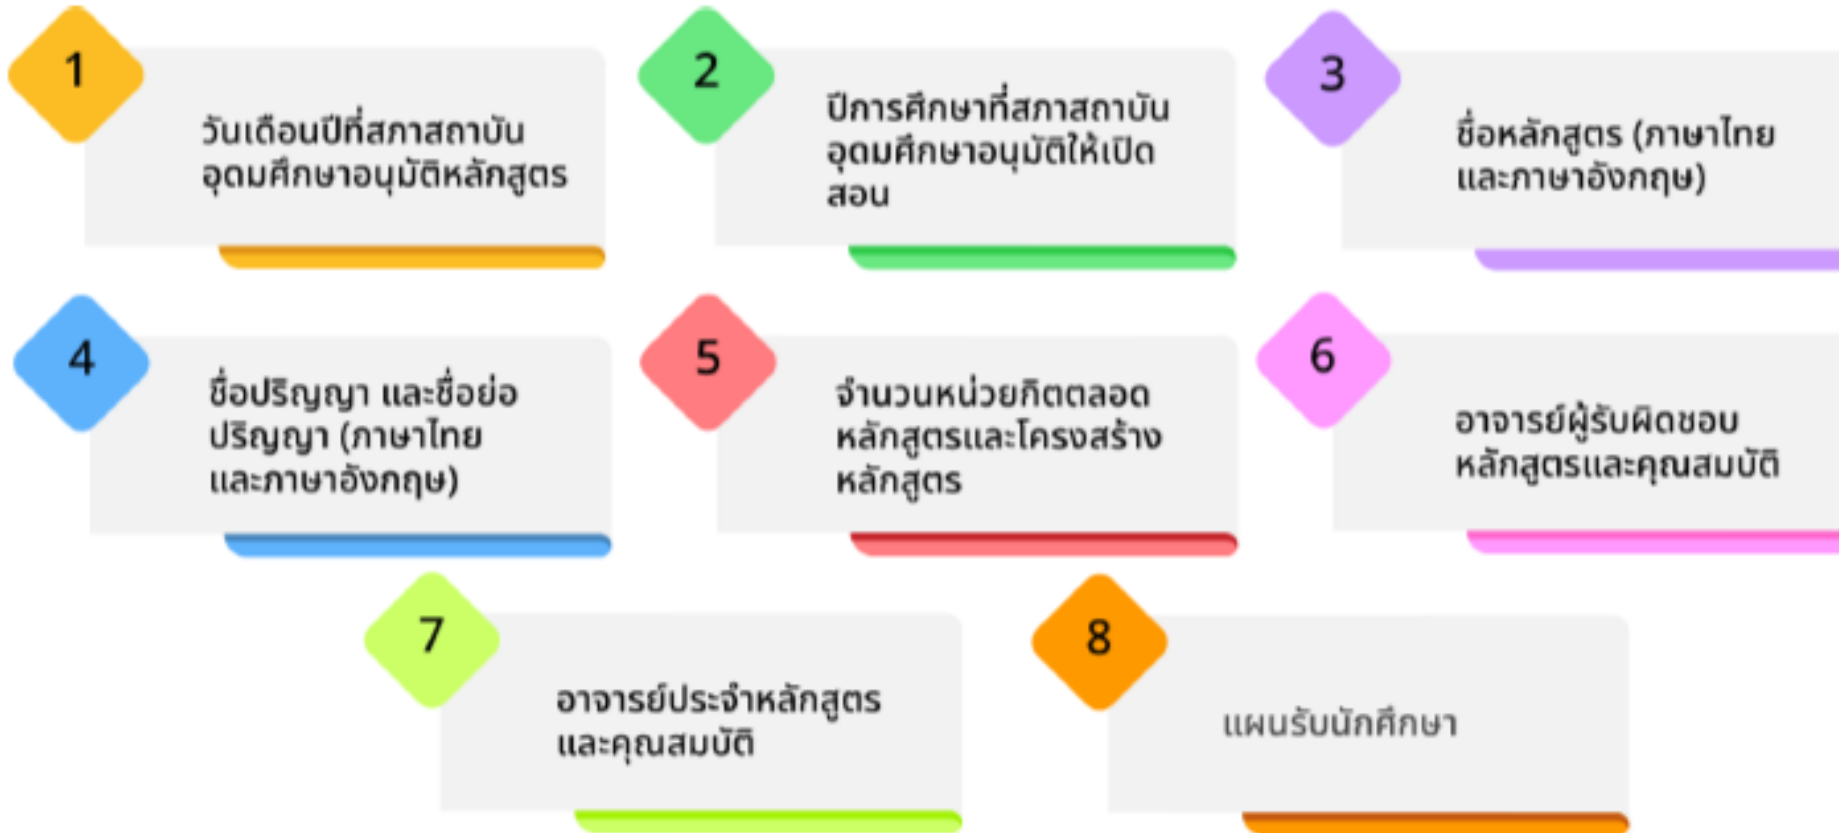 1
วันเดือนปีที่สภาสถาบัน
อุดมศึกษาอนุมัติหลักสูตร
2
ปีการศึกษาที่สภาสถาบัน
อุดมศึกษาอนุมัติให้เปิด
สอน
3
ชื่อหลักสูตร (ภาษาไทย
และภาษาอังกฤษ)
4
ชื่อปริญญา และชื่อย่อ
ปริญญา (ภาษาไทย
และภาษาอังกฤษ)
5
จำนวนหน่วยกิตตลอด
หลักสูตรและโครงสร้าง
หลักสูตร
6
อาจารย์ผู้รับผิดชอบ
หลักสูตรและคุณสมบัติ
7
อาจารย์ประจำหลักสูตร
และคุณสมบัติ
8
แผนรับนักศึกษา